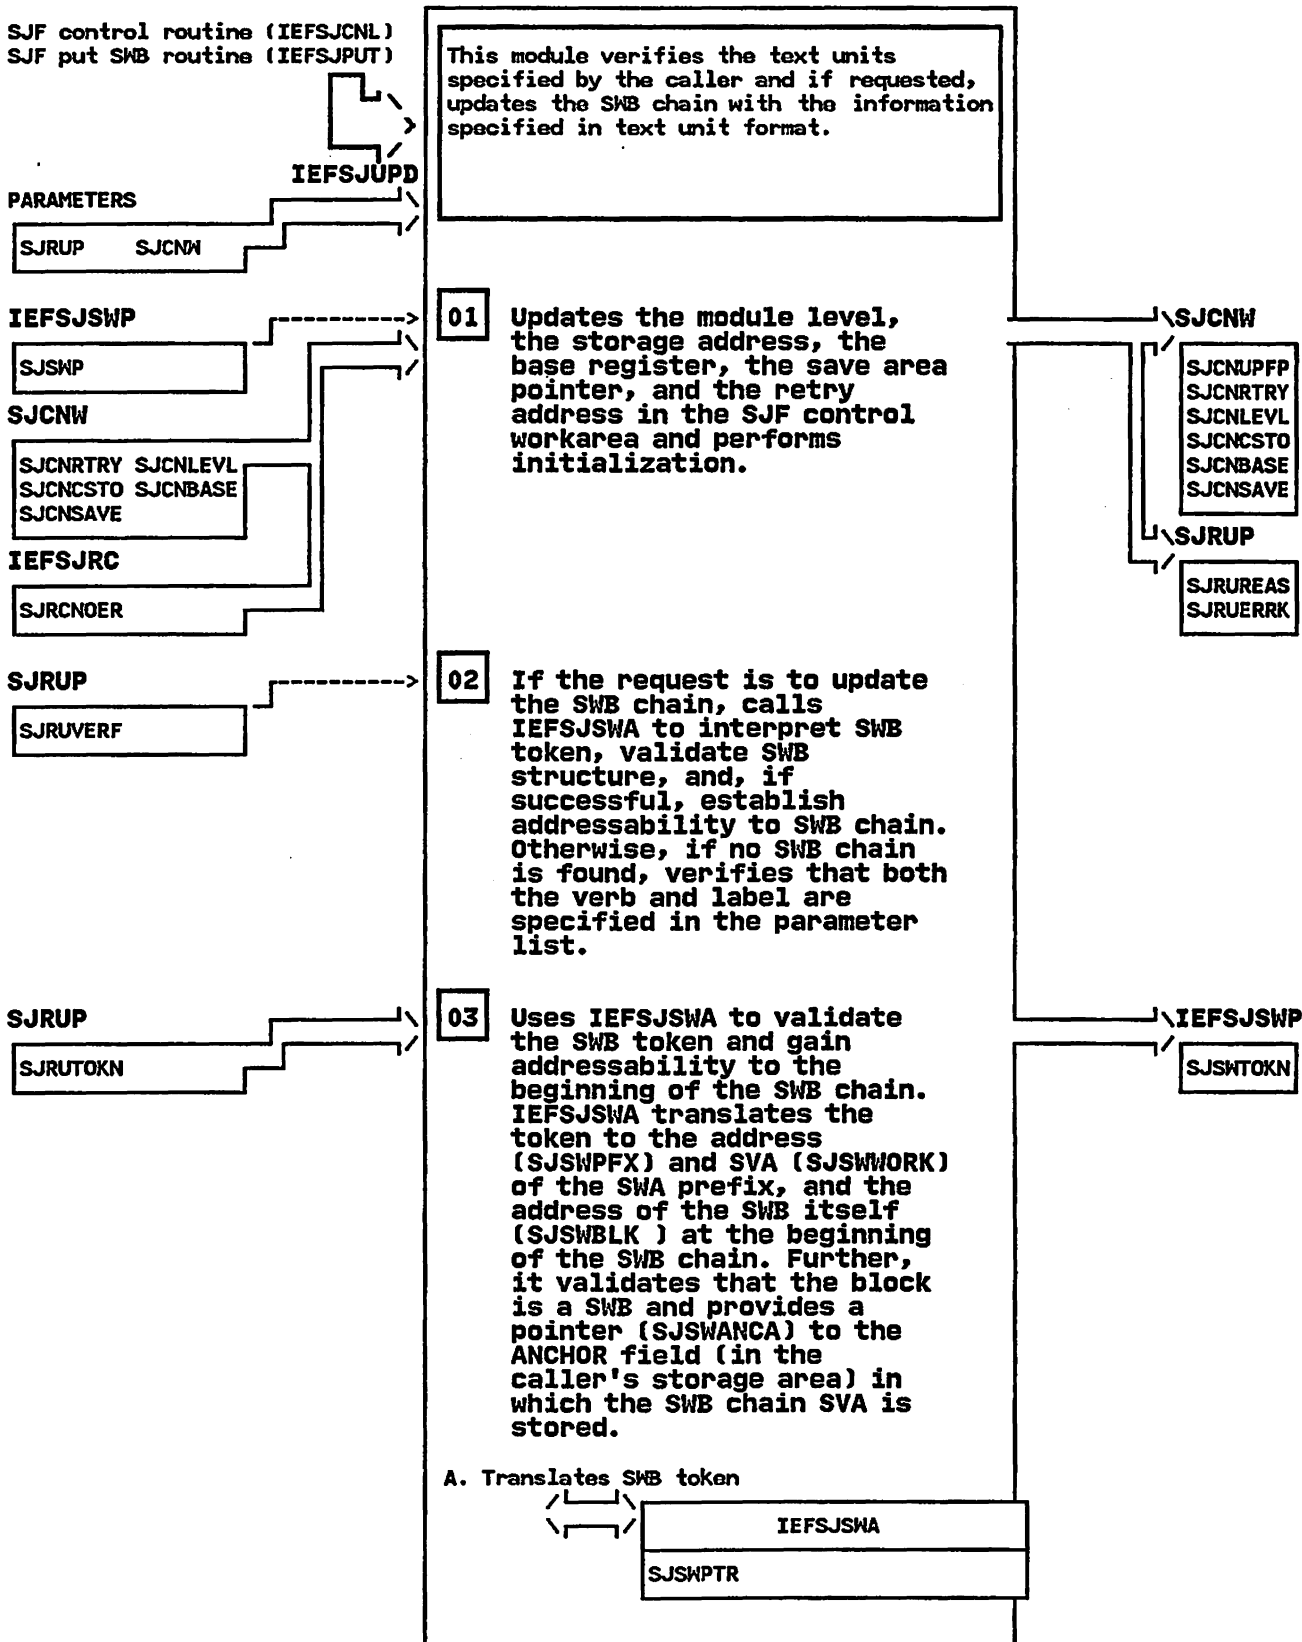 SJF control routine (IEFSJCNL)
SJF put SWB routine (IEFSJPUT)
This module verifies the text units
specified by the caller and if requested,
updates the SWB chain with the information
specified in text unit format.
IEFSJUPD
PARAMETERS
SJRUP SJCNW
IEFSJSWP
SJSWP
SJCNW
SJCNRTRY SJCNLEVL
SJCNCSTO SJCNBASE
SJCNSAVE
IEFSJRC
SJRCNOER
01 Updates the module level,
the storage address, the
base register, the save area
pointer, and the retry
address in the SJF control
workarea and performs
initialization.
SJCNW
SJCNUPFP
SJCNRTRY
SJCNLEVL
SJCNCSTO
SJCNBASE
SJCNSAVE
SJRUP
SJRUREAS
SJRUERRK
SJRUP
SJRUVERF
02 If the request is to update
the SWB chain, calls
IEFSJSWA to interpret SWB
token, validate SWB
structure, and, if
successful, establish
addressability to SWB chain.
Otherwise, if no SWB chain
is found, verifies that both
the verb and label are
specified in the parameter
list.
SJRUP
SJRUTOKN
03 Uses IEFSJSWA to validate
the SWB token and gain
addressability to the
beginning of the SWB chain.
IEFSJSWA translates the
token to the address
(SJSWPFX) and SVA (SJSWWORK)
of the SWA prefix, and the
address of the SWB itself
(SJSWBLK ) at the beginning
of the SWB chain. Further,
it validates that the block
is a SWB and provides a
pointer (SJSWANCA) to the
ANCHOR field (in the
caller's storage area) in
which the SWB chain SVA is
stored.
IEFSJSWP
SJSWTOKN
A. Translates SWB token
IEFSJSWA
SJSWPTR